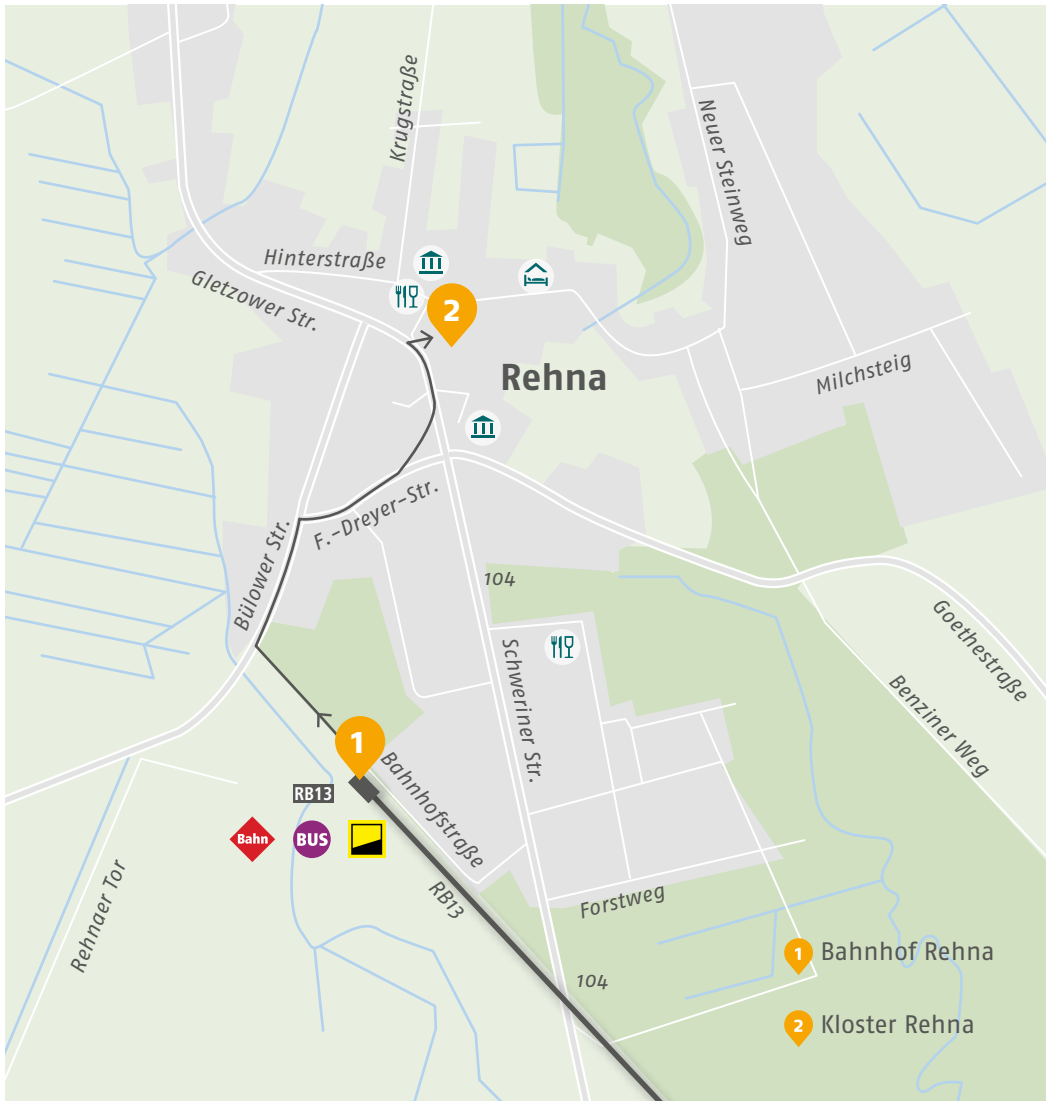 Krugstraße
Neuer Steinweg
Hinterstraße
Gletzower Str.
2
Rehna
Milchsteig
F.-Dreyer-Str.
Bülower Str.
104
Goethestraße
Schweriner Str.
Benziner Weg
1
Bahnhofstraße
RB13
Bahn
BUS
RB13
Forstweg
Rehnaer Tor
104
1 Bahnhof Rehna
2 Kloster Rehna